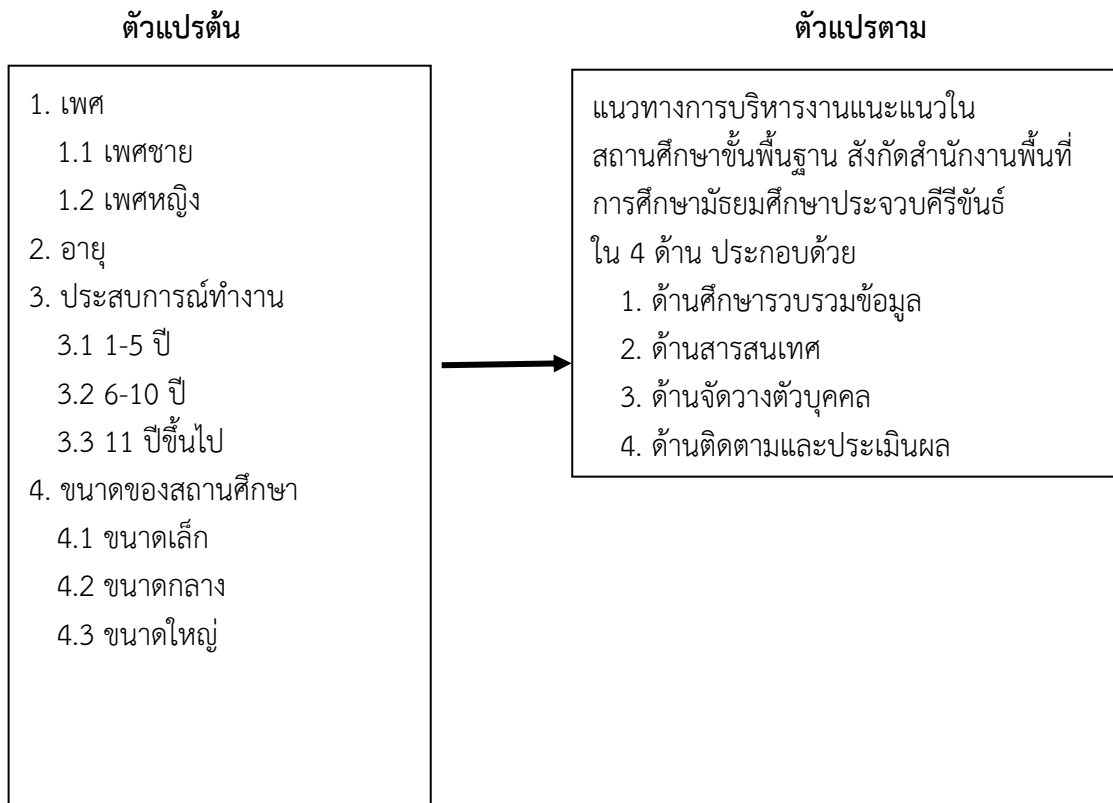 ตัวแปรต้น
1. เพศ
1.1 เพศชาย
1.2 เพศหญิง
2. อายุ
3. ประสบการณ์ทำงาน
3.1 1-5 ปี
3.2 6-10 ปี
3.3 11 ปีขึ้นไป
4. ขนาดของสถานศึกษา
4.1 ขนาดเล็ก
4.2 ขนาดกลาง
4.3 ขนาดใหญ่
ตัวแปรตาม
แนวทางการบริหารงานแนะแนวใน
สถานศึกษาขั้นพื้นฐาน สังกัดสำนักงานพื้นที่
การศึกษามัธยมศึกษาประจวบคีรีขันธ์
ใน 4 ด้าน ประกอบด้วย
1. ด้านศึกษารวบรวมข้อมูล
2. ด้านสารสนเทศ
3. ด้านจัดวางตัวบุคคล
4. ด้านติดตามและประเมินผล